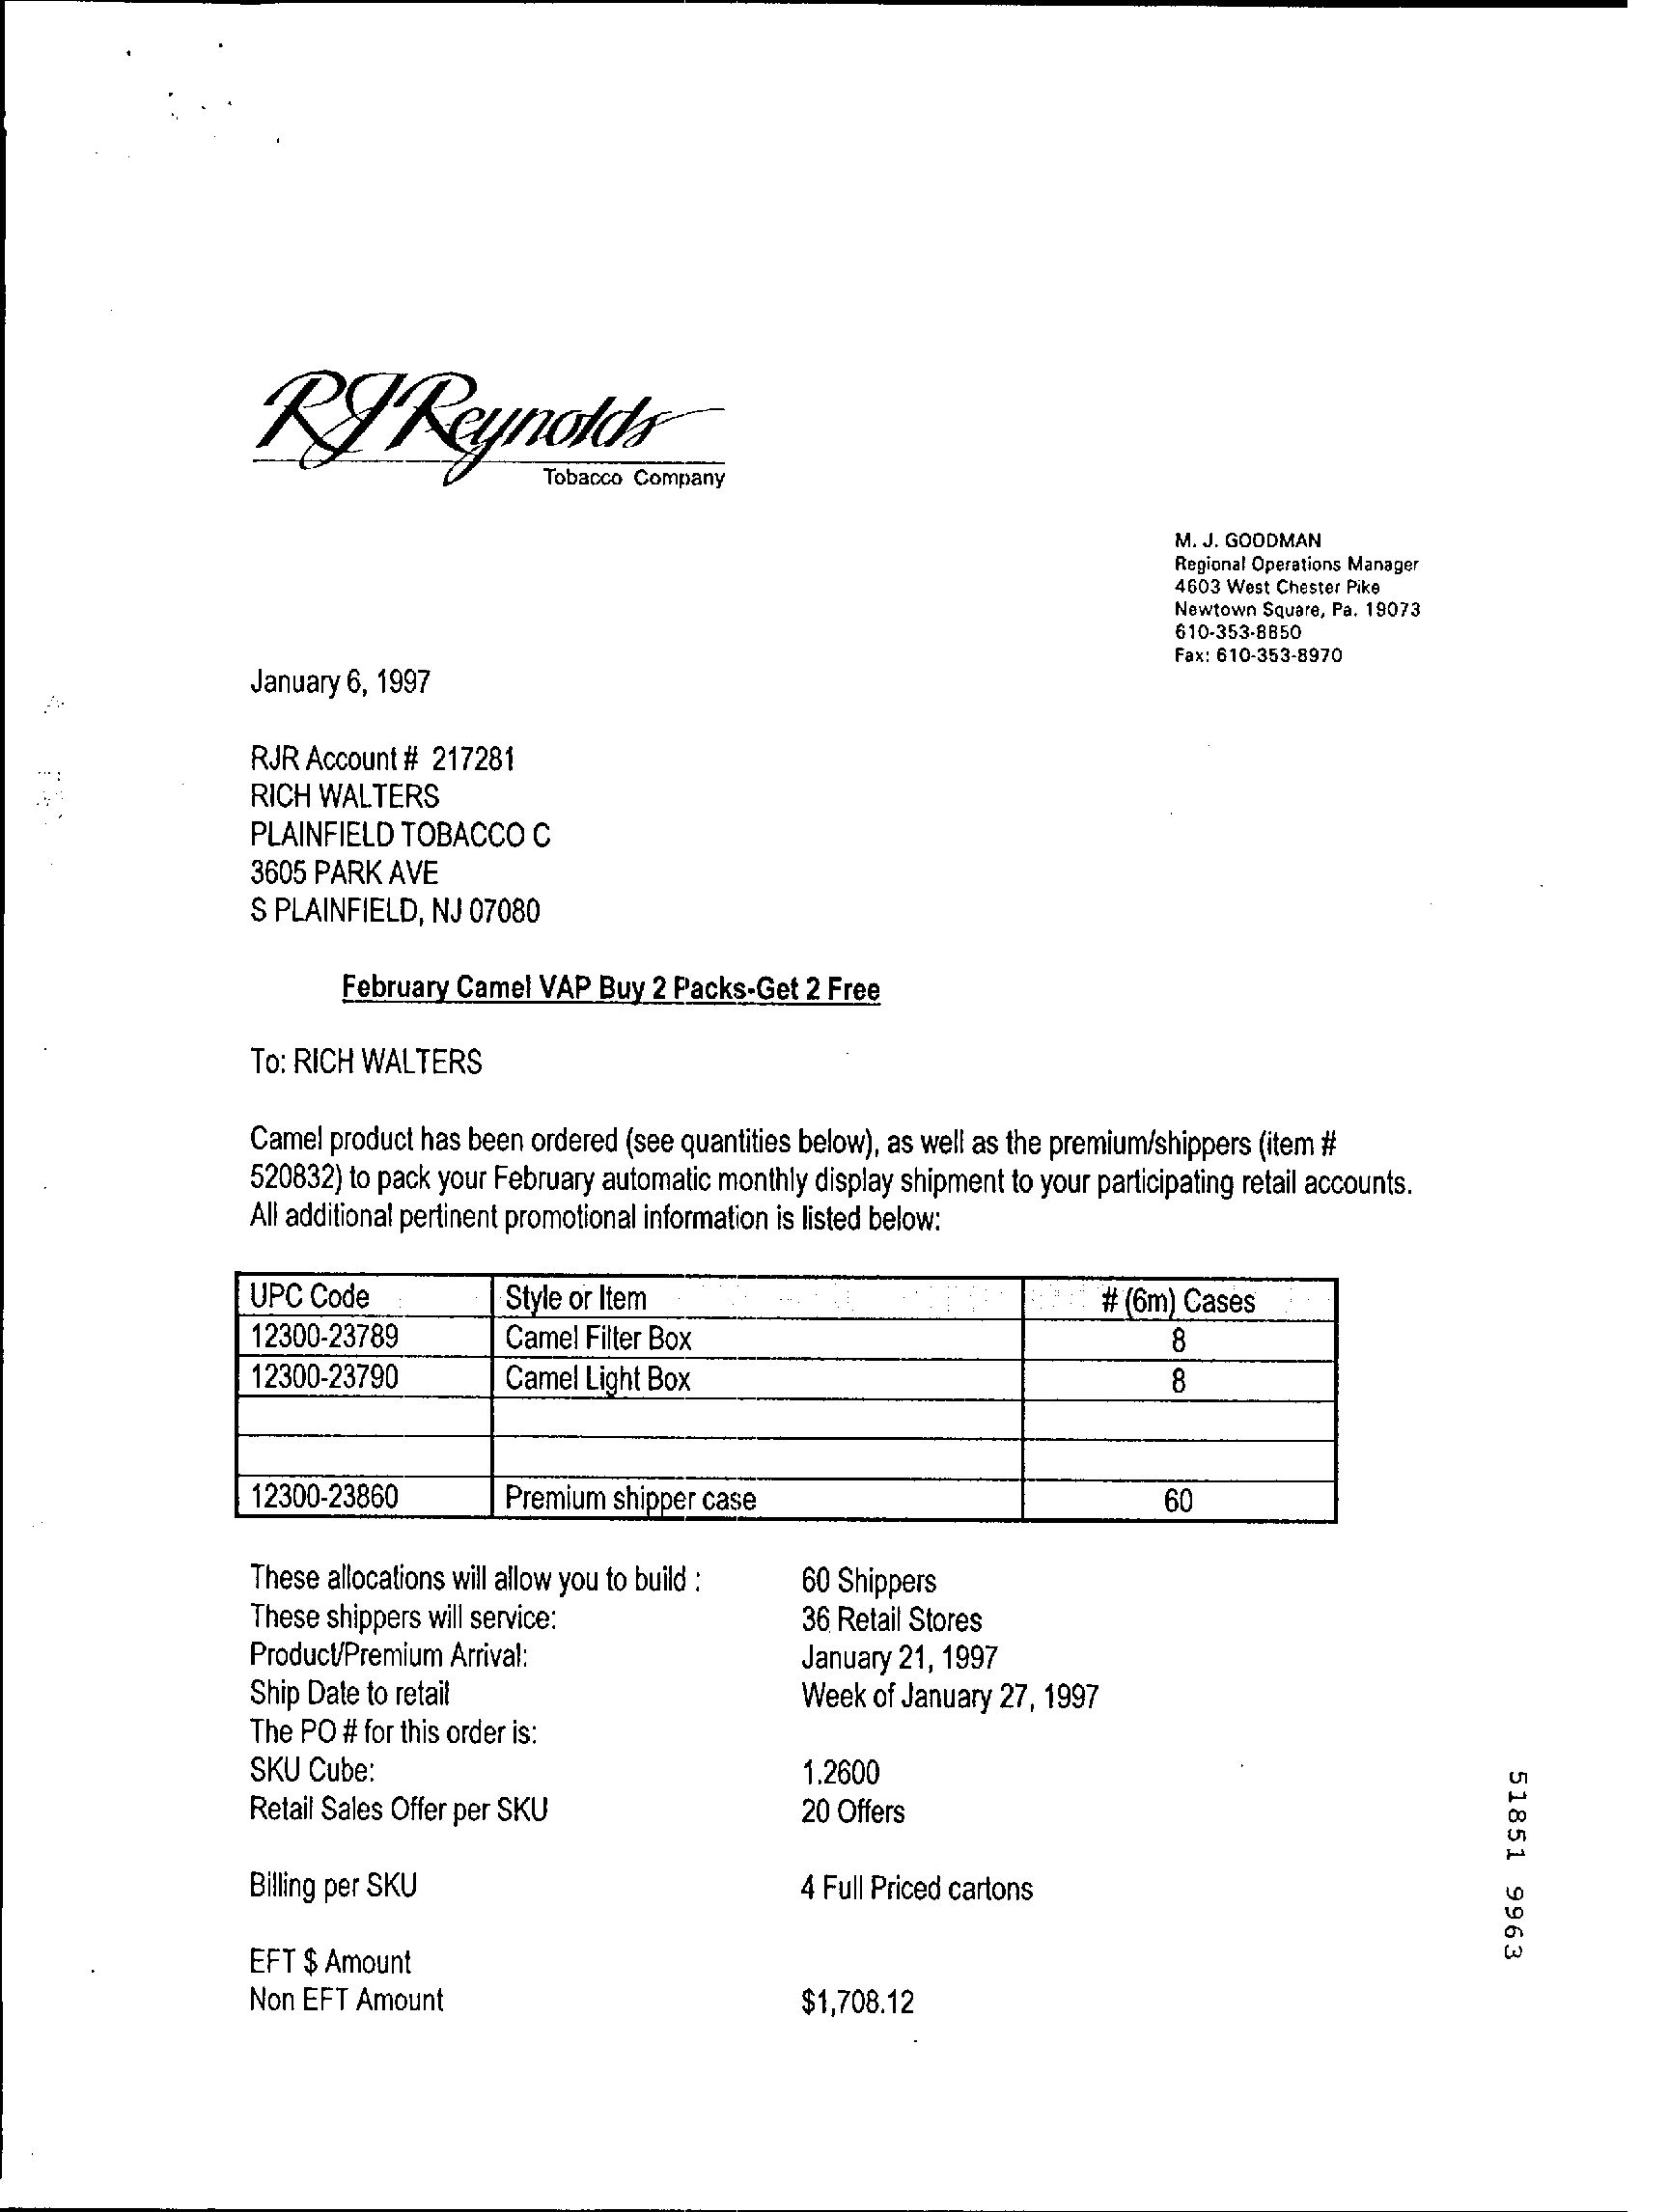 RJReynolds
Tobacco Company
M. J. GOODMAN
Regional Operations Manager
4603 West Chester Pike
Newtown Square, Pa. 19073
610-353-8850
Fax: 610-353-8970
January 6, 1997
RJR Account # 217281
RICH WALTERS
PLAINFIELD TOBACCO C
3605 PARK AVE
S PLAINFIELD, NJ 07080
February Camel VAP Buy 2 Packs-Get 2 Free
To: RICH WALTERS
Camel product has been ordered (see quantities below), as well as the premium/shippers (item #
520832) to pack your February automatic monthly display shipment to your participating retail accounts.
All additional pertinent promotional information is listed below:
UPC Code Style or Item # (6m) Cases
12300-23789 Camel Filter Box 8
12300-23790 Camel Light Box 8
12300-23860 Premium shipper case 60
These allocations will allow you to build : 60 Shippers
These shippers will service: 36 Retail Stores
Product/Premium Arrival: January 21, 1997
Ship Date to retail Week of January 27, 1997
The PO # for this order is:
SKU Cube: 1.2600
Retail Sales Offer per SKU 20 Offers
Billing per SKU 4 Full Priced cartons
EFT $ Amount
Non EFT Amount $1,708.12
51851 9963